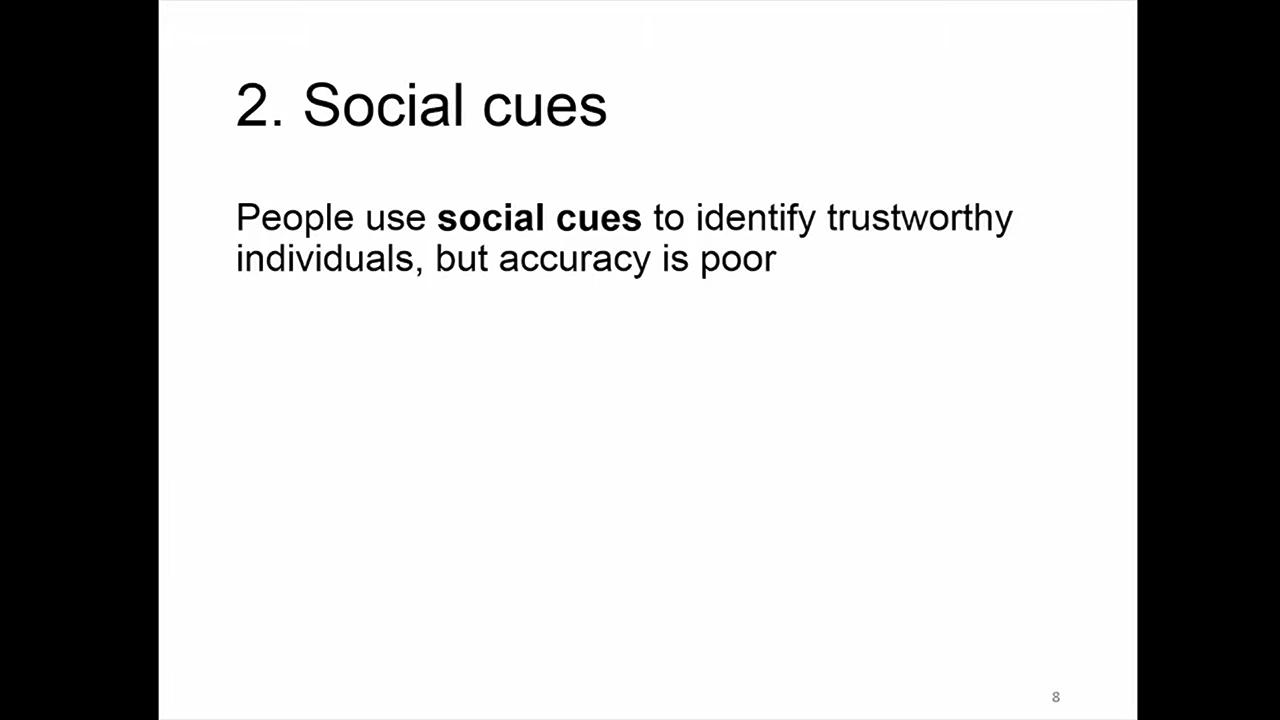 2. Social cues
People use social cues to identify trustworthy
individuals, but accuracy is poor
8